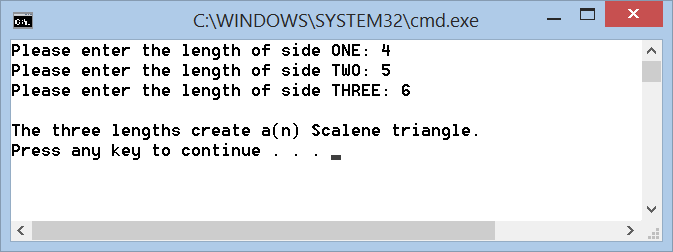 C:\WINDOWS\SYSTEM32\cmd.exe
Please enter the length of side ONE: 4
Please enter the length of side TWO: 5
Please enter the length of side THREE: 6
The three lengths create a(n) Scalene triangle.
Press any key to continue . . .